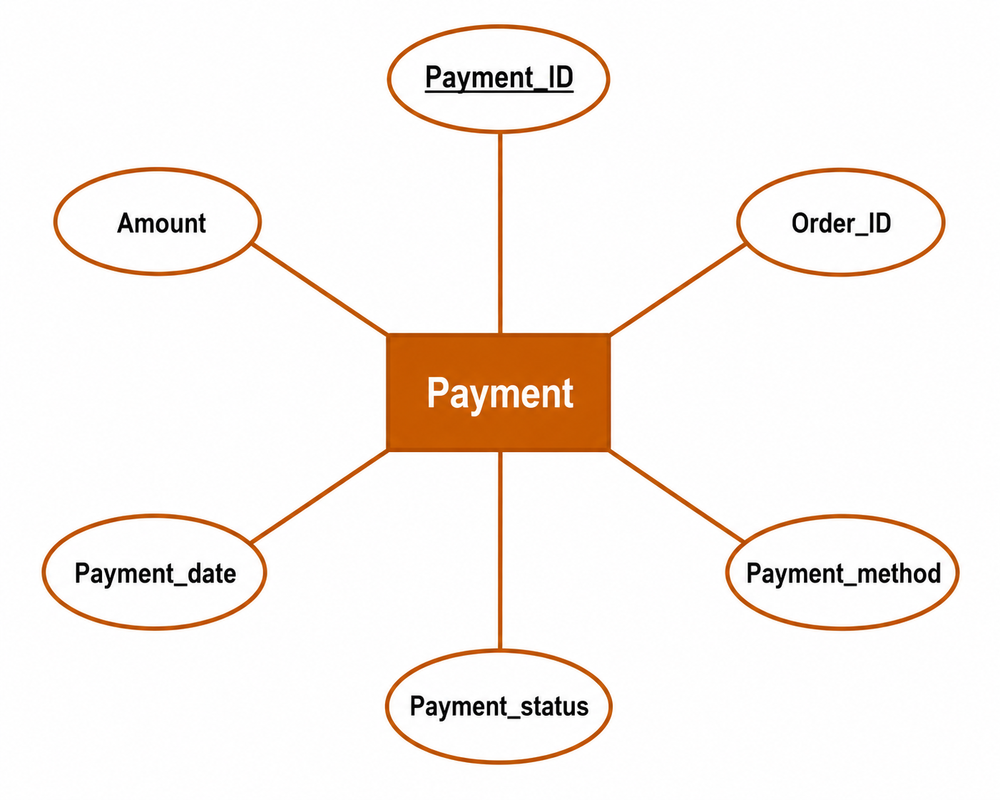 Payment_ID
Amount
Order_ID
Payment
Payment_date
Payment_method
Payment_status